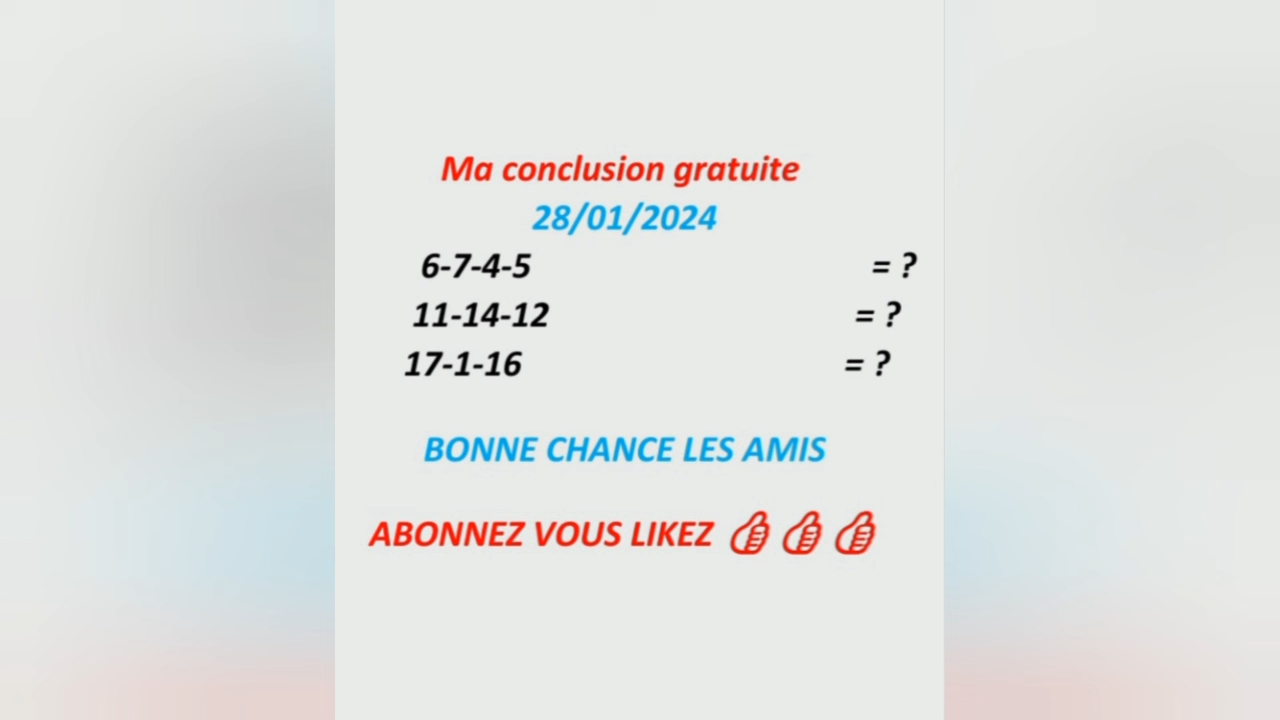 Ma conclusion gratuite
28/01/2024
6-7-4-5 = ?
11-14-12 = ?
17-1-16 = ?
BONNE CHANCE LES AMIS
ABONNEZ VOUS LIKEZ 👍👍👍